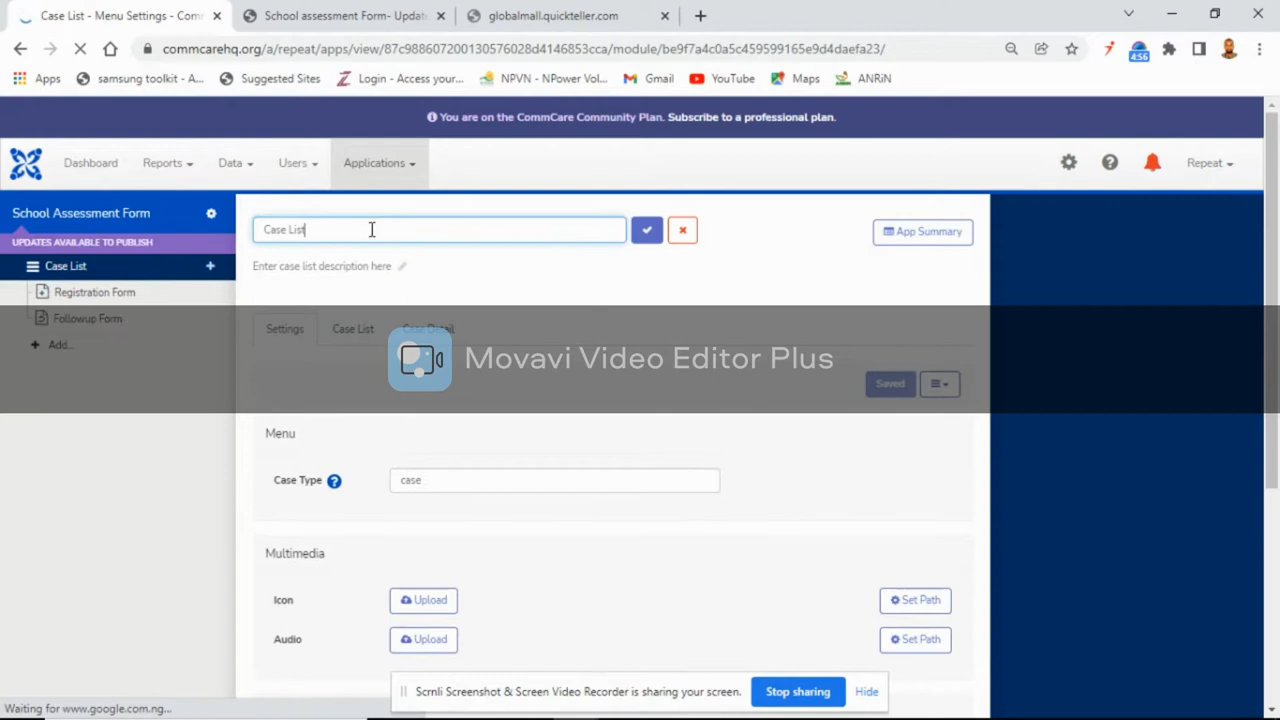 Case List - Menu Settings - Comm
School assessment Form- Updat
globalmall.quickteller.com
commcarehq.org/a/repeat/apps/view/87c98860720013057602​8d4146853cca/module/be9f7a4c0a5c459599165e9d4daefa23/
4:56
Apps
samsung toolkit - A...
Suggested Sites
Login - Access your...
NPVN - NPower Vol...
Gmail
YouTube
Maps
ANRiN
You are on the CommCare Community Plan. Subscribe to a professional plan.
Dashboard
Reports
Data
Users
Applications
Repeat
School Assessment Form
UPDATES AVAILABLE TO PUBLISH
Case List
Registration Form
Followup Form
Add...
Case List
App Summary
Enter case list description here
Settings
Case List
Case Detail
Movavi Video Editor Plus
Saved
Menu
Case Type
case
Multimedia
Icon
Upload
Set Path
Audio
Upload
Set Path
Scrnli Screenshot & Screen Video Recorder is sharing your screen.
Stop sharing
Hide
Waiting for www.google.com.ng...